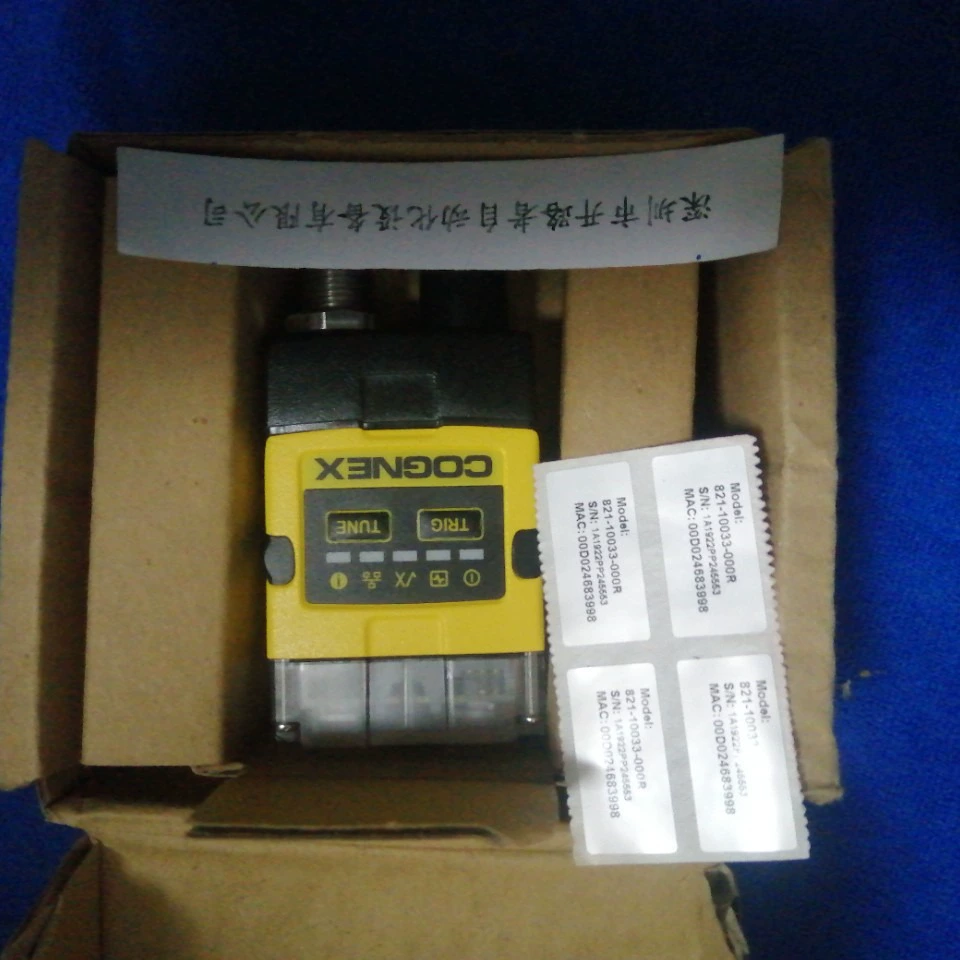 深圳市开路者自动化设备有限公司
COGNEX
TRIG
TUNE
Model:
821-10033-000R
S/N:
MAC: 00D024683998
Model:
821-10033-000R
S/N:
MAC: 00D024683998
Model:
821-10033-000R
S/N:
MAC: 00D024683998
Model:
S/N:
MAC: 00D024683998